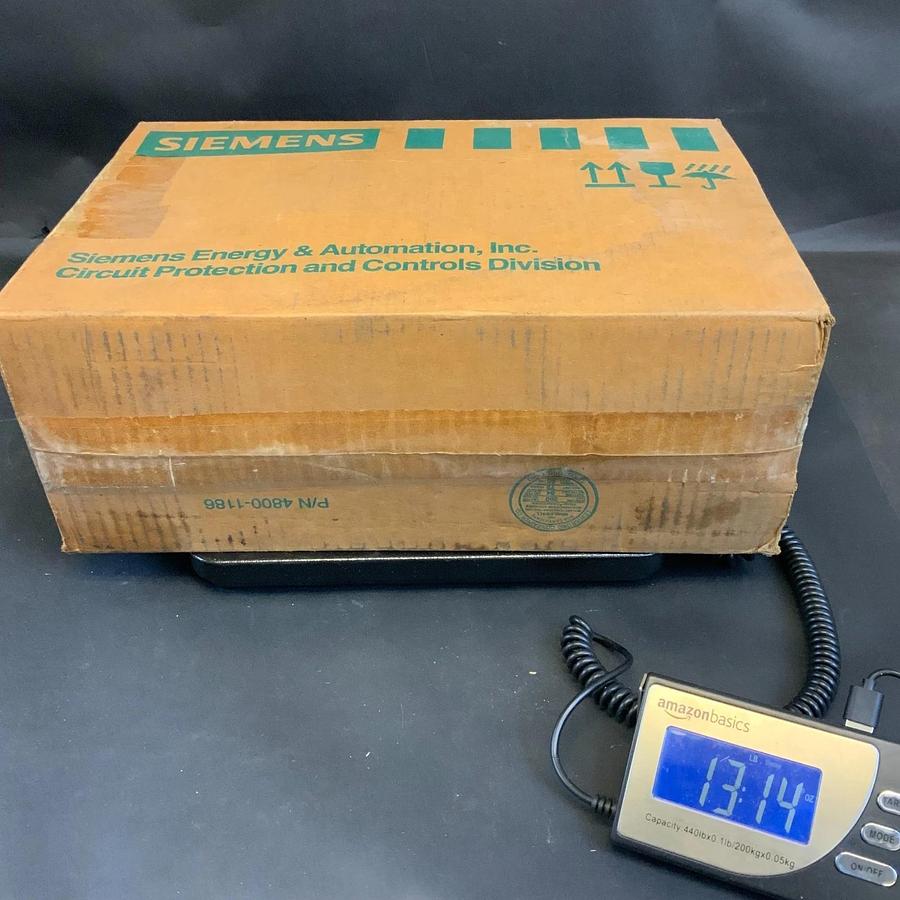 SIEMENS
Siemens Energy & Automation, Inc.
Circuit Protection and Controls Division
P/N 4800-1186
amazonbasics
LB
13:14
OZ
Capacity:440lbx0.1lb/200kgx0.05kg
TAR
MODE
ON/OFF